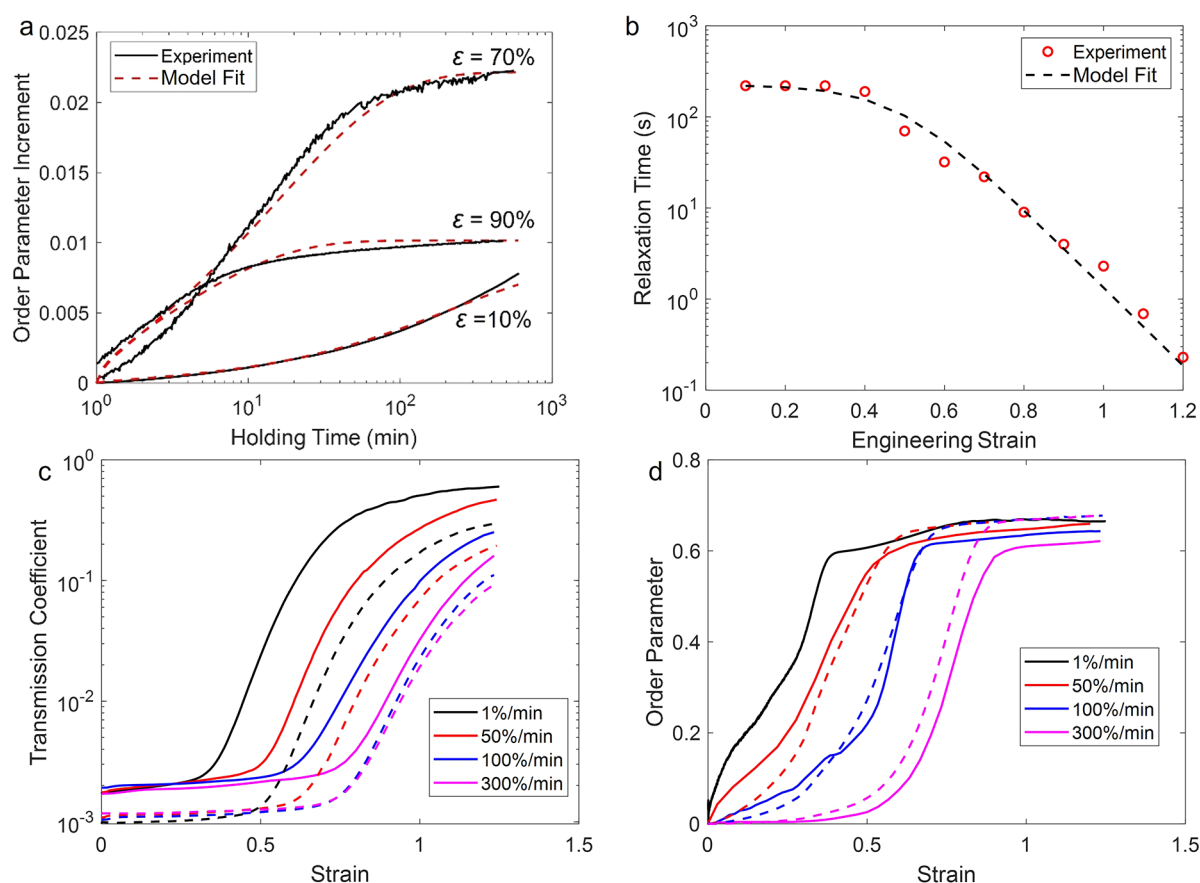 a
0.025
0.02
0.015
0.01
0.005
0
Order Parameter Increment
Experiment
Model Fit
ε = 70%
ε = 90%
ε =10%
10^0
10^1
10^2
10^3
Holding Time (min)
b
10^3
10^2
10^1
10^0
10^-1
Relaxation Time (s)
Experiment
Model Fit
0
0.2
0.4
0.6
0.8
1
1.2
Engineering Strain
c
10^0
10^-1
10^-2
10^-3
Transmission Coefficient
1%/min
50%/min
100%/min
300%/min
0
0.5
1
1.5
Strain
d
0.8
0.6
0.4
0.2
0
Order Parameter
1%/min
50%/min
100%/min
300%/min
0
0.5
1
1.5
Strain